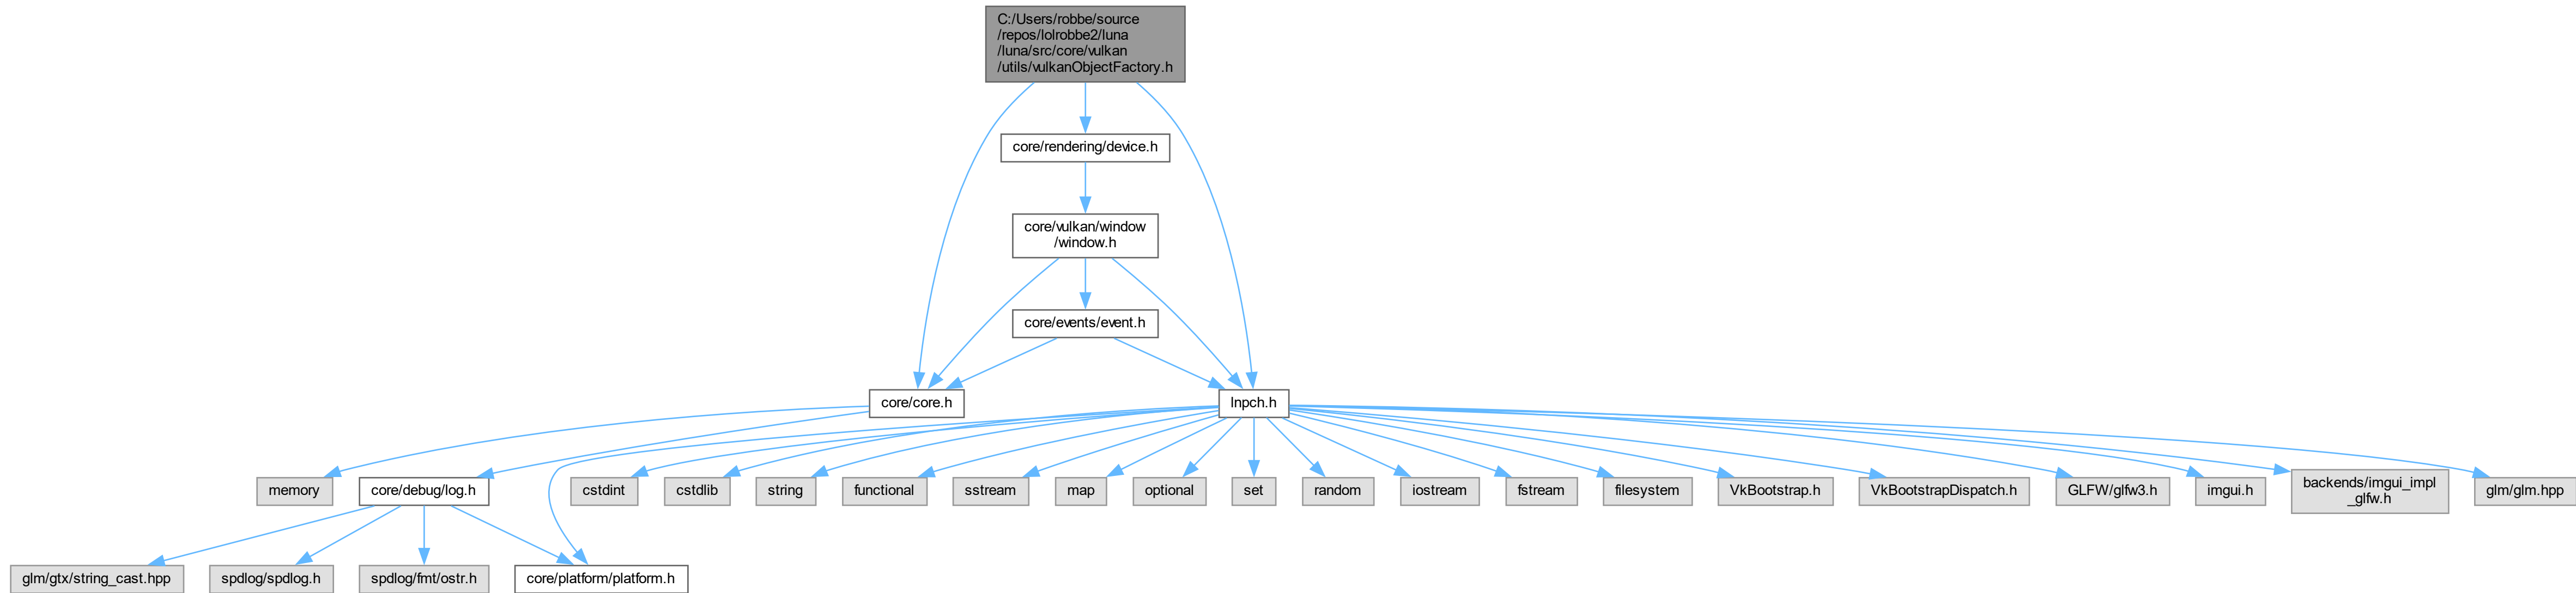 C:/Users/robbe/source
/repos/lolrobbe2/luna
/luna/src/core/vulkan
/utils/vulkanObjectFactory.h
core/rendering/device.h
core/vulkan/window
/window.h
core/events/event.h
core/core.h
lnpch.h
memory
core/debug/log.h
cstdint
cstdlib
string
functional
sstream
map
optional
set
random
iostream
fstream
filesystem
VkBootstrap.h
VkBootstrapDispatch.h
GLFW/glfw3.h
imgui.h
backends/imgui_impl
_glfw.h
glm/glm.hpp
glm/gtx/string_cast.hpp
spdlog/spdlog.h
spdlog/fmt/ostr.h
core/platform/platform.h